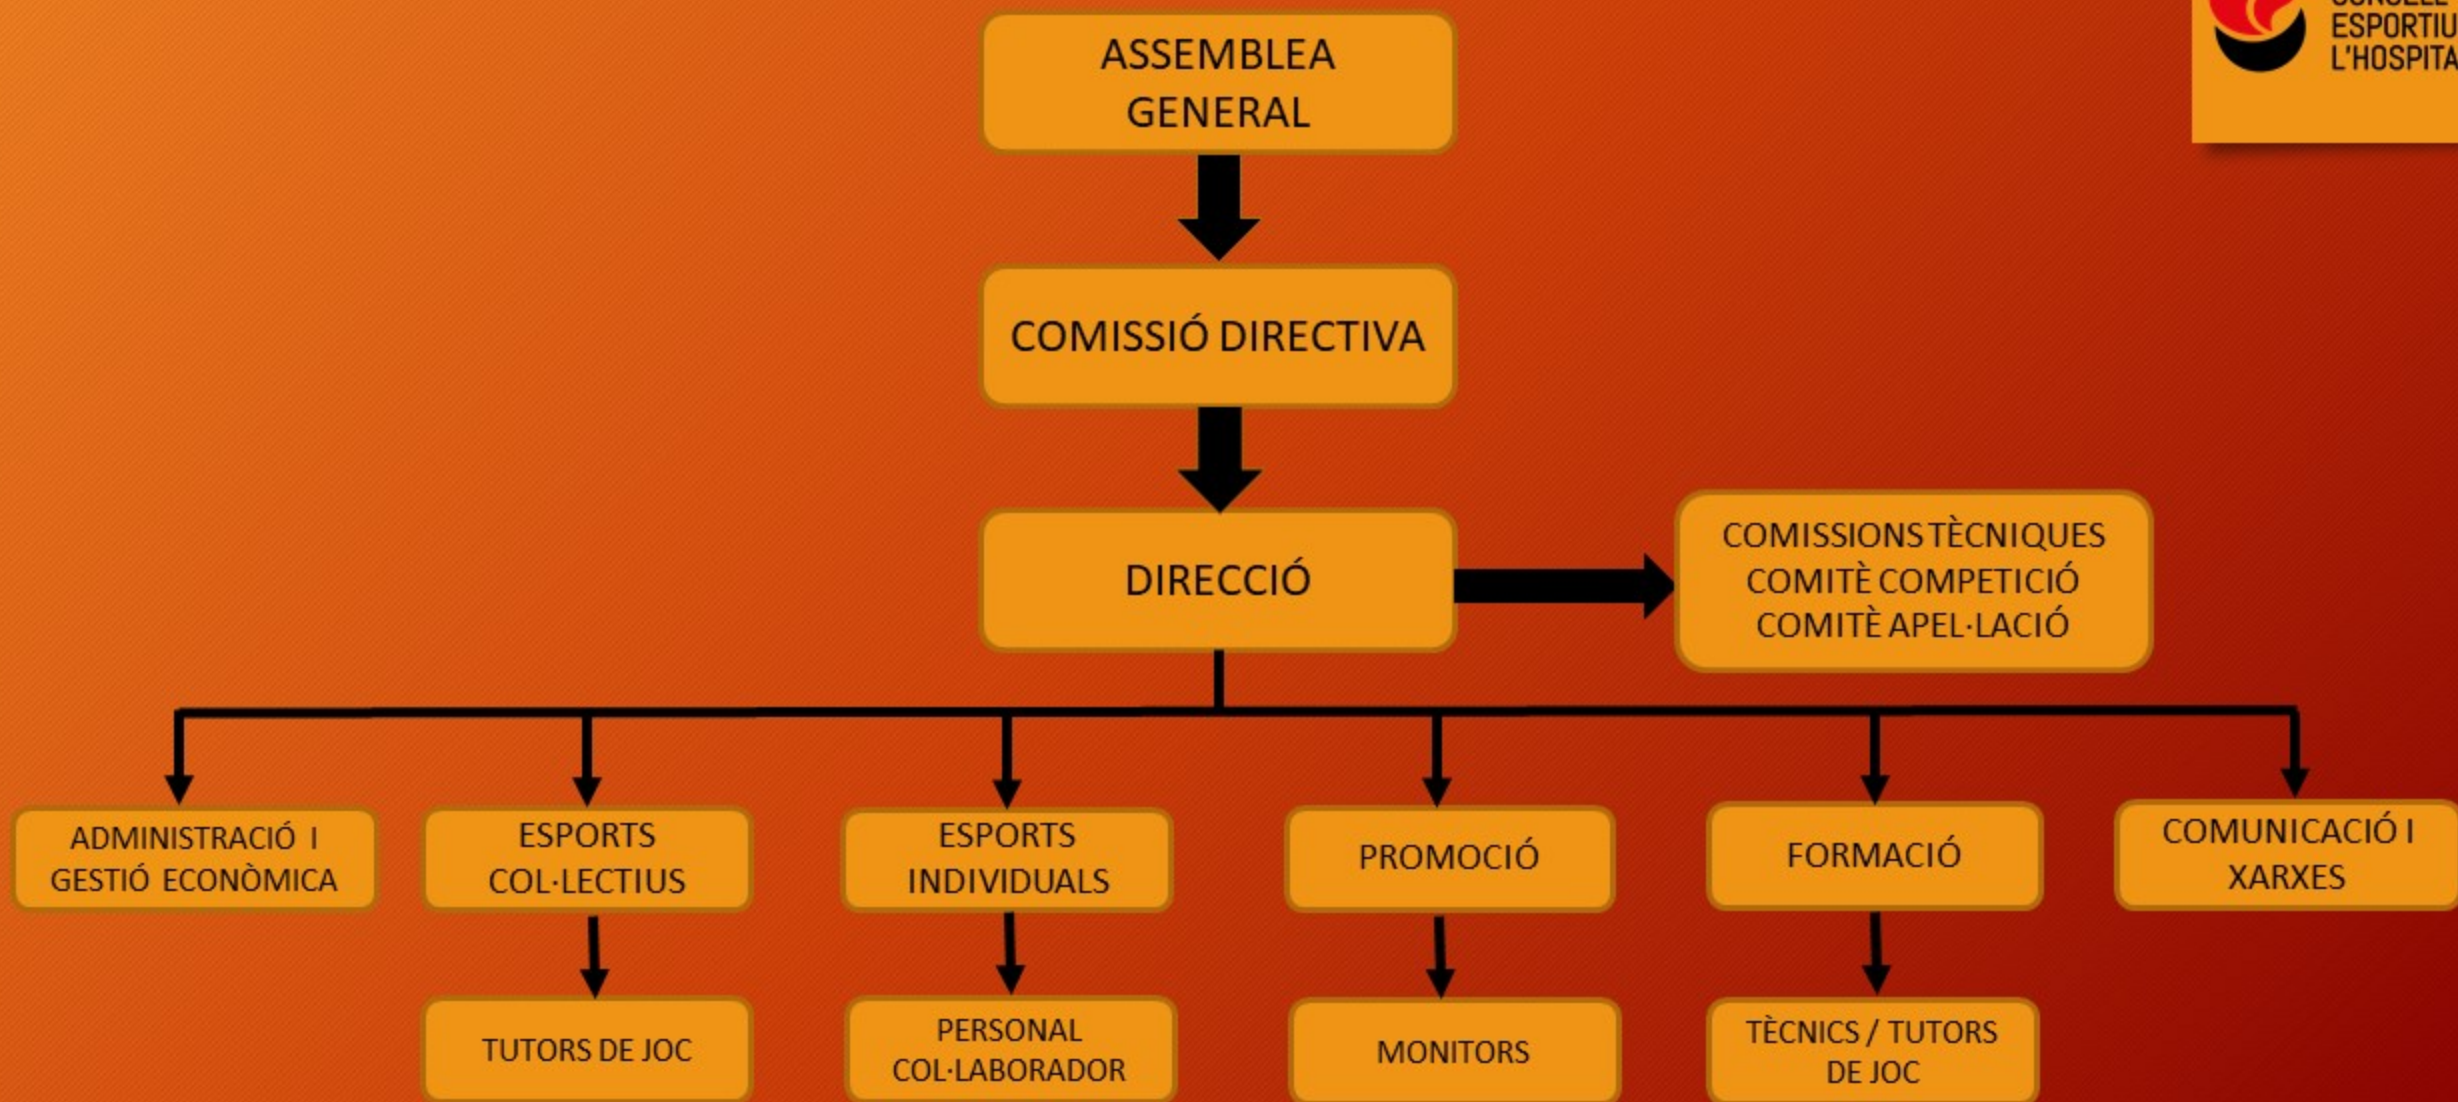 ASSEMBLEA
GENERAL
ESPORTIU
COMISSIÓ DIRECTIVA
DIRECCIÓ
COMISSIONS TÈCNIQUES
COMITÈ COMPETICIÓ
COMITÈ APEL·LACIÓ
ADMINISTRACIÓ I
GESTIÓ ECONÒMICA
ESPORTS
COL·LECTIUS
ESPORTS
INDIVIDUALS
PROMOCIÓ
FORMACIÓ
COMUNICACIÓ I
XARXES
TUTORS DE JOC
PERSONAL
COL·LABORADOR
MONITORS
TÈCNICS / TUTORS
DE JOC